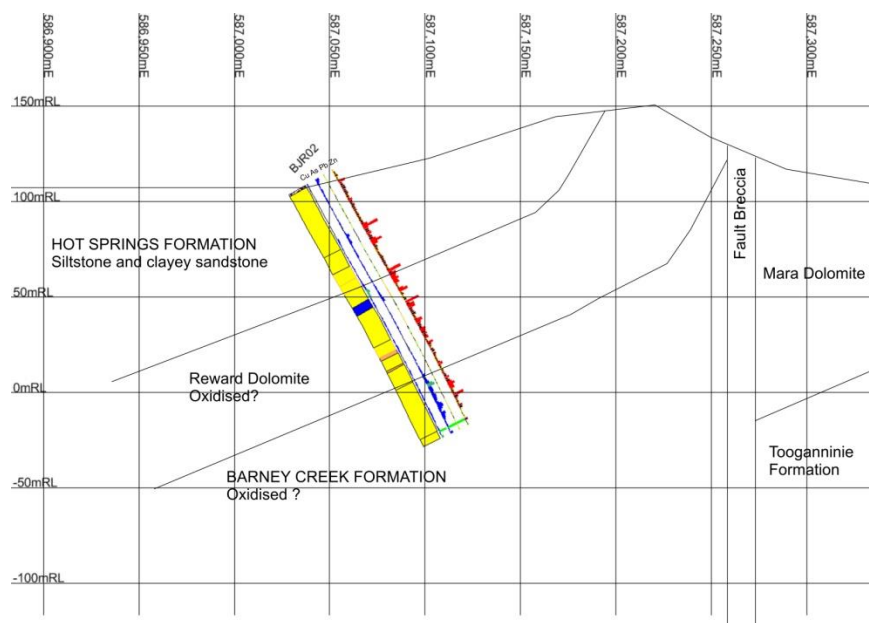 586,900mE
586,950mE
587,000mE
587,050mE
587,100mE
587,150mE
587,200mE
587,250mE
587,300mE
150mRL
BJR02
Cu As Pb Zn
100mRL
HOT SPRINGS FORMATION
Siltstone and clayey sandstone
Fault Breccia
Mara Dolomite
50mRL
Reward Dolomite
Oxidised?
0mRL
BARNEY CREEK FORMATION
Oxidised ?
Tooganninie
Formation
-50mRL
-100mRL